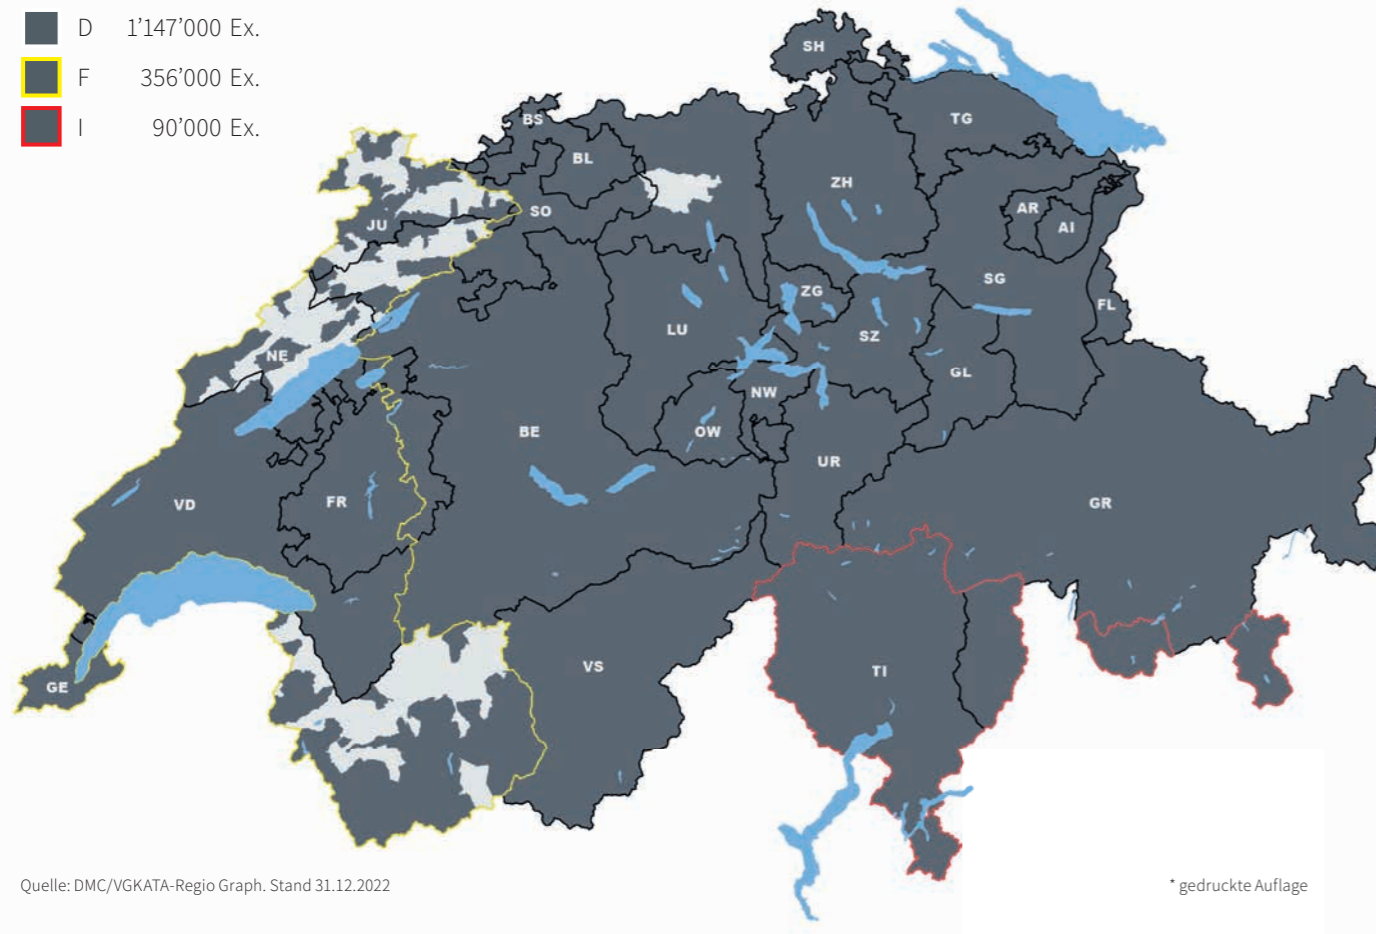 D 1’147’000 Ex.
F 356’000 Ex.
I 90’000 Ex.
SH
BS
TG
BL
ZH
SO
AR
JU
AI
SG
ZG
FL
LU
SZ
NE
GL
NW
BE
OW
UR
VD
FR
GR
VS
TI
GE
Quelle: DMC/VGKATA-Regio Graph. Stand 31.12.2022
* gedruckte Auflage